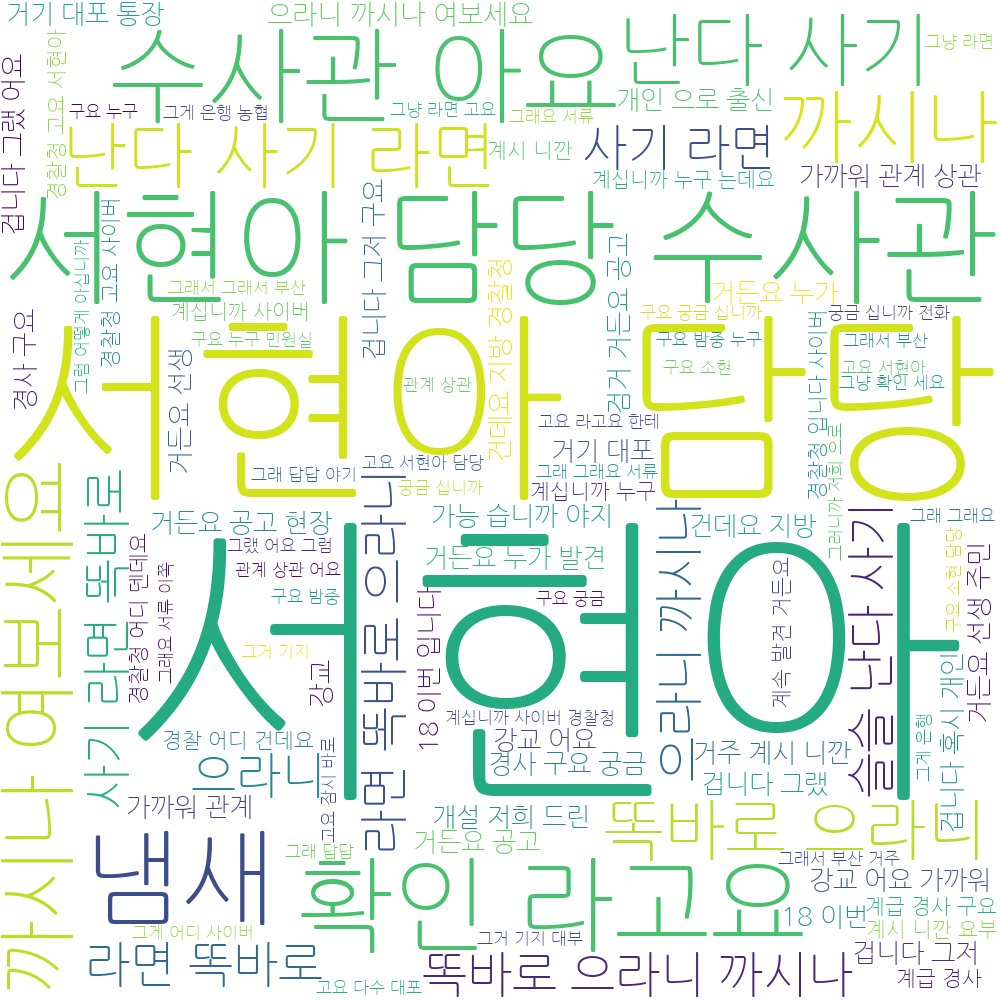 거기 대포 통장
으라니 까시나 여보세요
수사관 아요
난다 사기
그냥 라면
겁니다 그랬 어요
경찰청 고요 서현아
구요 누구
그게 은행 농협
그냥 라면 고요
그래요 서류
개인 으로 출신
까시나
난다 사기 라면
계시 니깐
사기 라면
계십니까 누구 는데요
가까워 관계 상관
서현아 담당 수사관
그럼 어떻게 아십니까
경찰청 고요 사이버
겁니다 그저 구요
그래서 그래서 부산
계십니까 사이버
건데요 지방 경찰청
검거 거든요 공고
거든요 누가
구요 궁금 십니까
궁금 십니까 전화
경사 구요
구요 누구 민원실
구요 밤중 누구
그래서 부산
거든요 선생
서현아 담당
관계 상관
구요 소현
고요 서현아
그냥 확인 세요
경찰청 입니다 사이버
고요 라고요 한테
거기 대포
그러니까 저희 으로
고요 서현아 담당
그래 답답 야기
그래 그래요 서류
궁금 십니까
계십니까 누구
까시나 여보세요
사기 라면 똑바로
거든요 공고 현장
라면 똑바로 으라니
가능 습니까 야지
으라니 까시나
건데요 지방
슬슬 난다 사기
그래 그래요
경찰청 어디 덴데요
그래요 서류 이쪽
그랬 어요 그럼
거든요 누가 발견
구요 소현 담당
거든요 선생 주민
관계 상관 어요
구요 밤중
구요 궁금
18 이번 입니다
계속 발견 거든요
서현아
그거 기지
강교
계십니까 사이버 경찰청
겁니다 혹시 개인
그게 은행
경찰 어디 건데요
강교 어요
경사 구요 궁금
거주 계시 니깐
으라니
고요 잠시 바로
겁니다 그랬
가까워 관계
개설 저희 드린
똑바로 으라니
냄새
거든요 공고
그래 답답
확인 라고요
그래서 부산 거주
강교 어요 가까워
18 이번
계급 경사 구요
그게 어디 사이버
그거 기지 대부
계시 니깐 요부
라면 똑바로
똑바로 으라니 까시나
겁니다 그저
고요 다수 대포
계급 경사